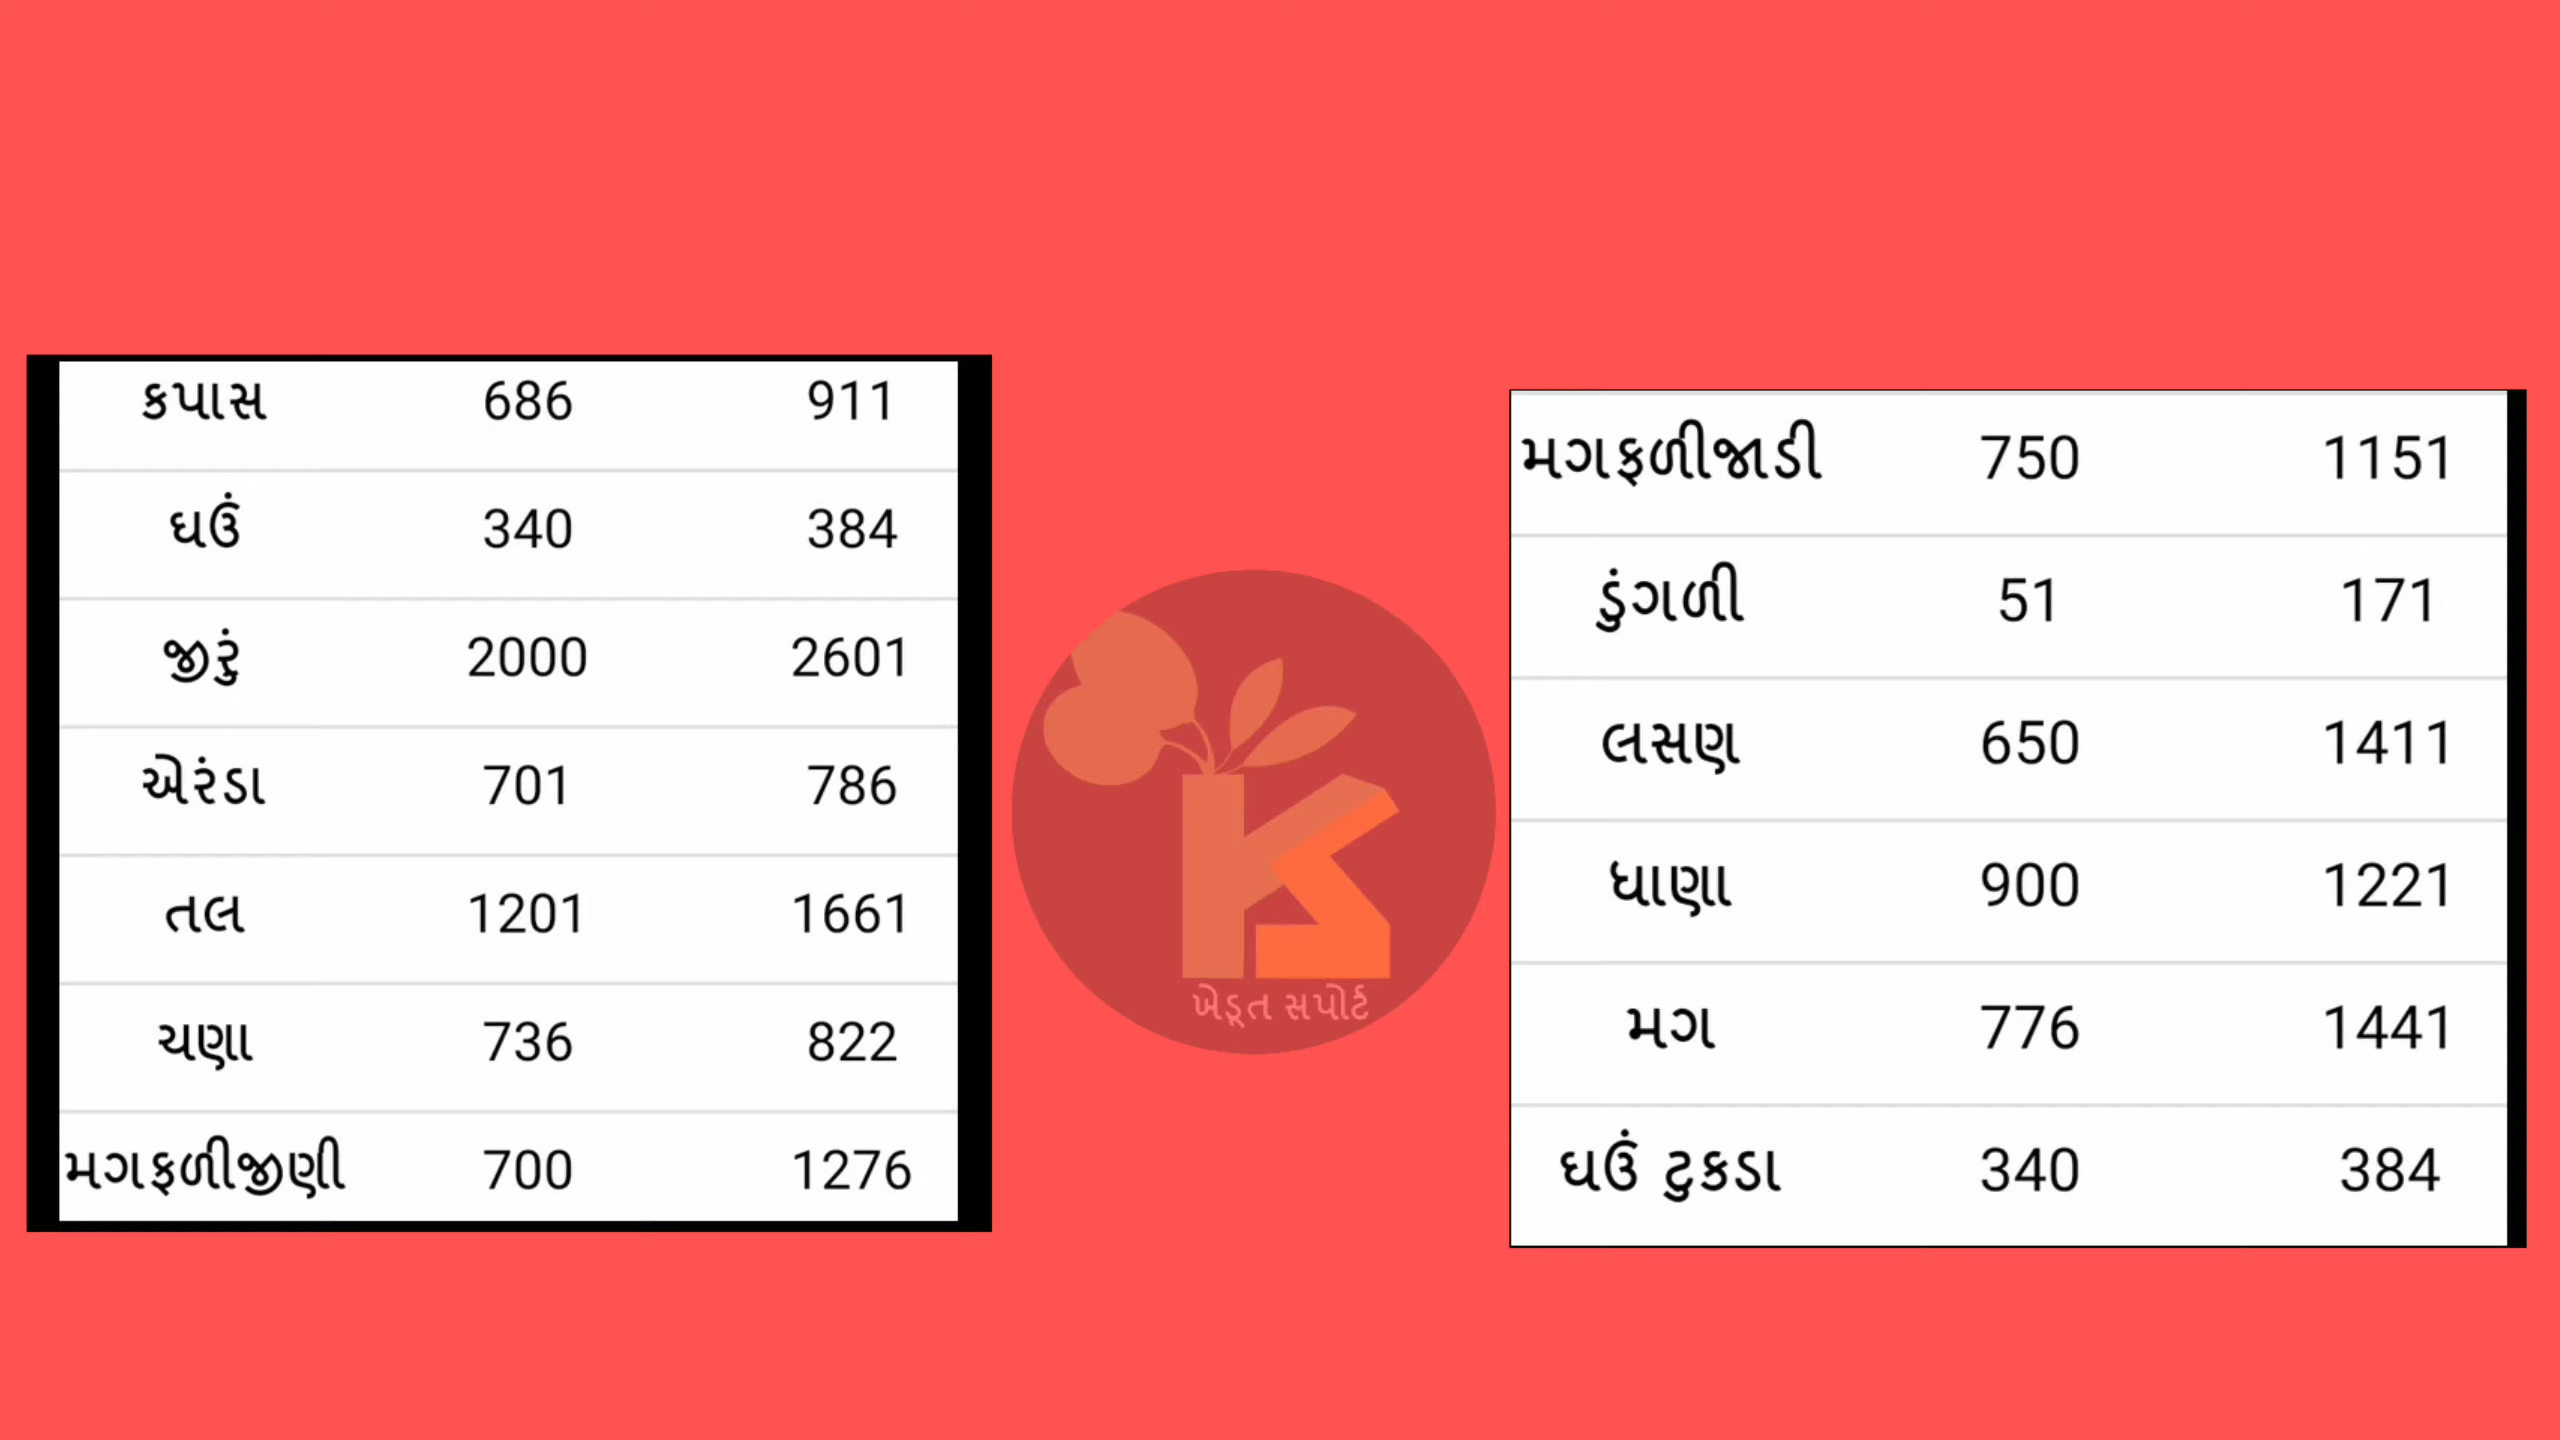 કપાસ 686 911
ઘઉં 340 384
જીરું 2000 2601
એરંડા 701 786
તલ 1201 1661
ચણા 736 822
મગફળીજીણી 700 1276
ખેડૂત સપોર્ટ
મગફળીજાડી 750 1151
ડુંગળી 51 171
લસણ 650 1411
ધાણા 900 1221
મગ 776 1441
ઘઉં ટુકડા 340 384